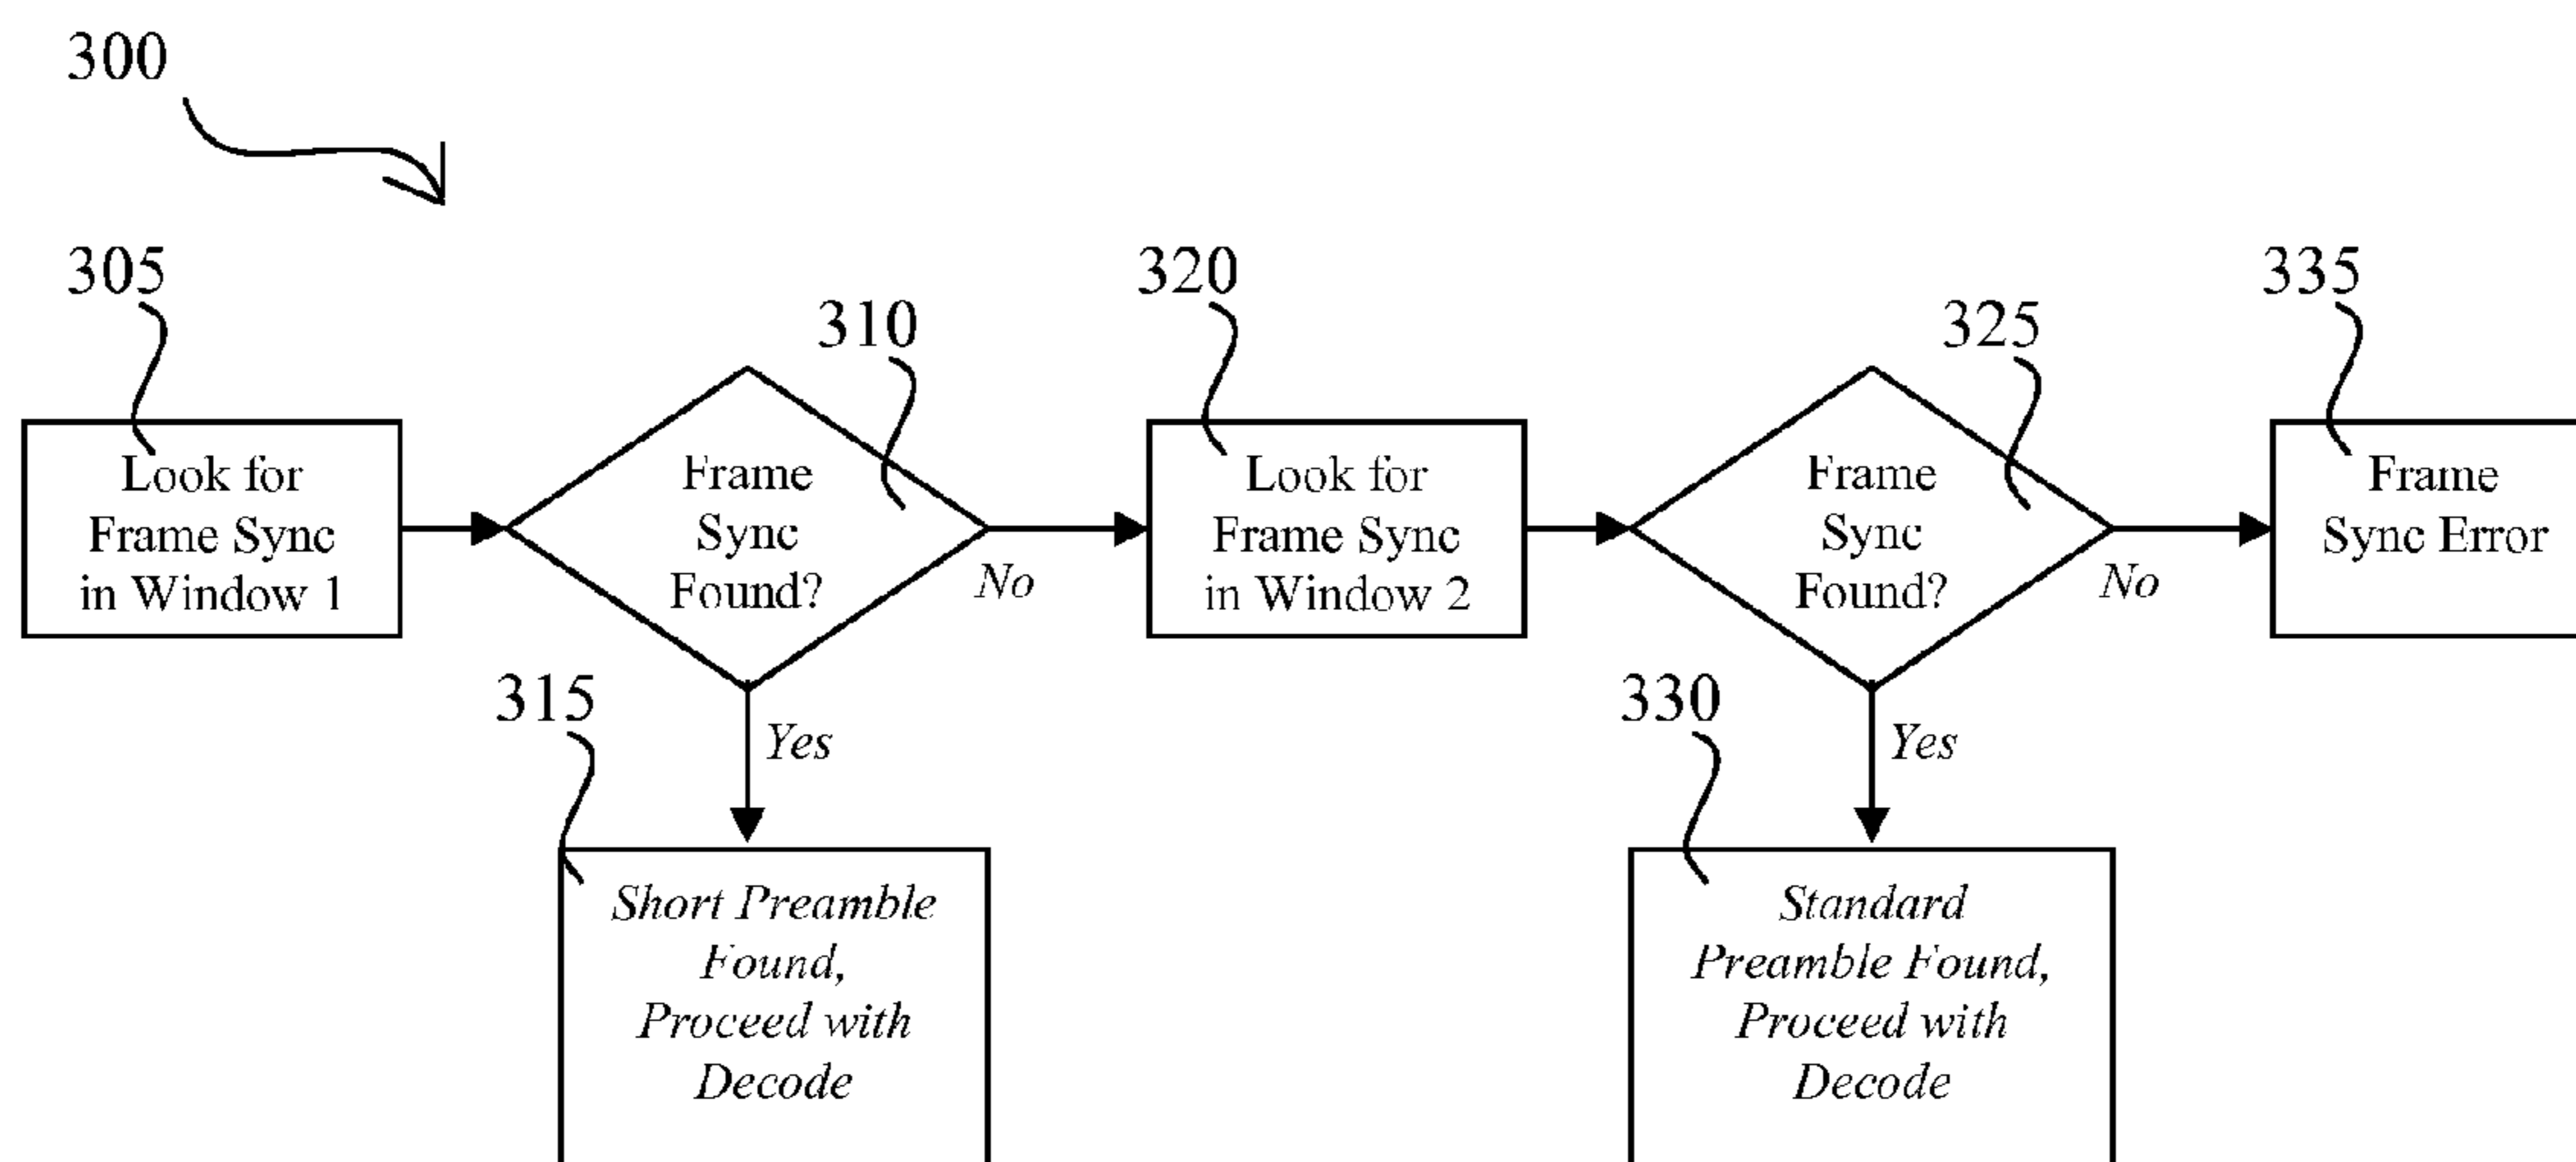 300
305
Look for
Frame Sync
in Window 1
310
Frame
Sync
Found?
No
Yes
315
Short Preamble
Found,
Proceed with
Decode
320
Look for
Frame Sync
in Window 2
325
Frame
Sync
Found?
No
Yes
330
Standard
Preamble Found,
Proceed with
Decode
335
Frame
Sync Error